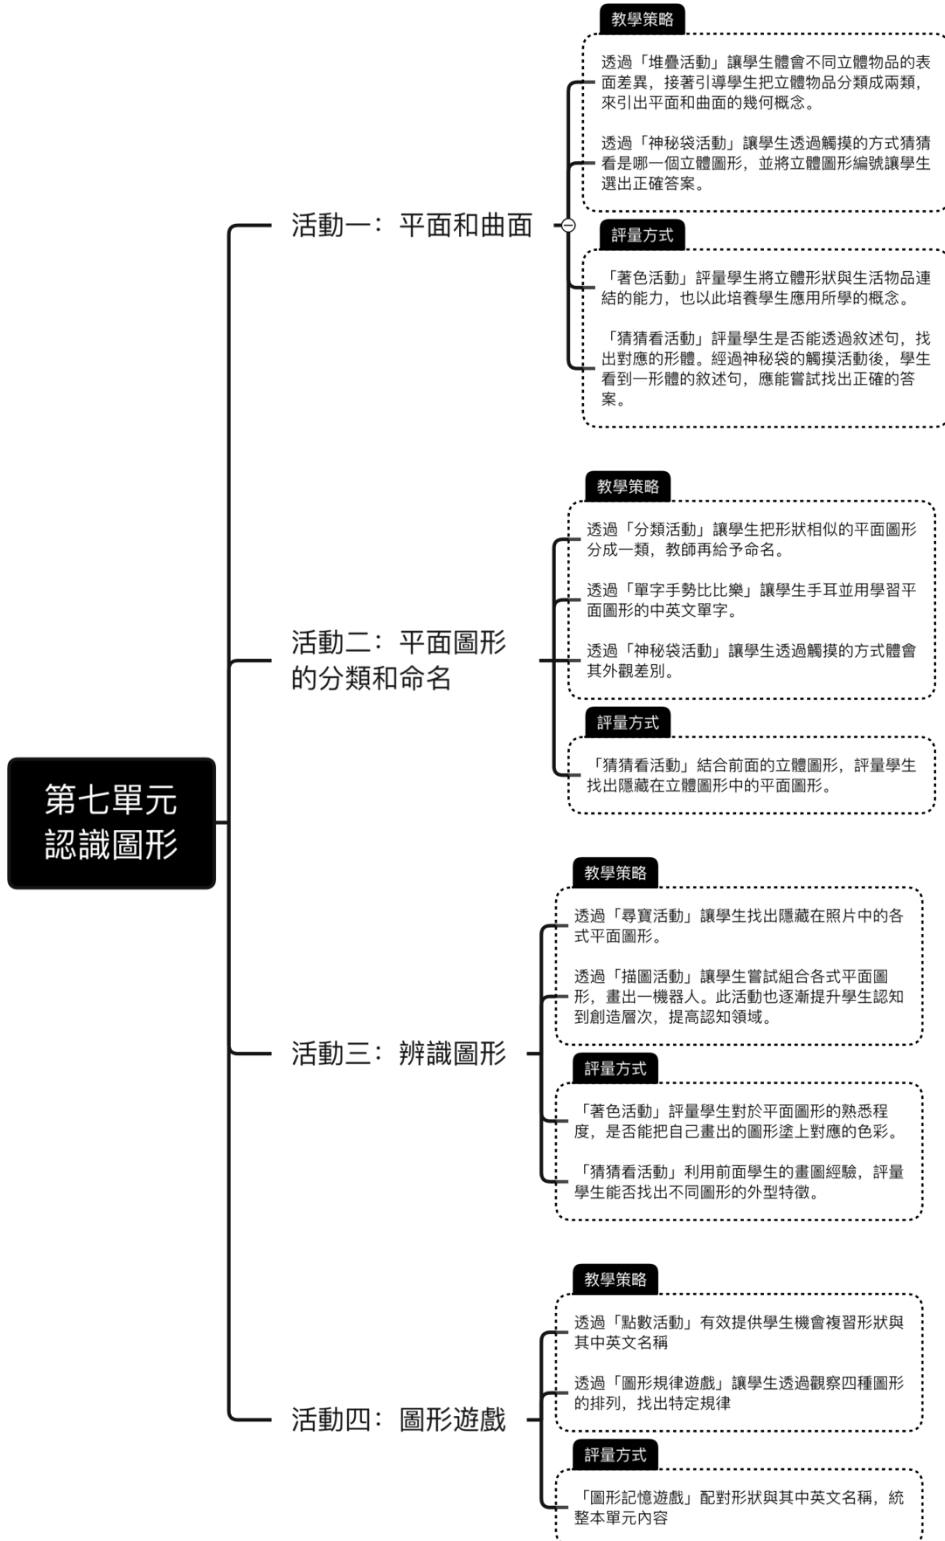 第七單元
認識圖形
活動一：平面和曲面
教學策略
透過「堆疊活動」讓學生體會不同立體物品的表
面差異，接著引導學生把立體物品分類成兩類，
來引出平面和曲面的幾何概念。
透過「神秘袋活動」讓學生透過觸摸的方式猜猜
看是哪一個立體圖形，並將立體圖形編號讓學生
選出正確答案。
評量方式
「著色活動」評量學生將立體形狀與生活物品連
結的能力，也以此培養學生應用所學的概念。
「猜猜看活動」評量學生是否能透過敘述句，找
出對應的形體。經過神秘袋的觸摸活動後，學生
看到一形體的敘述句，應能嘗試找出正確的答
案。
活動二：平面圖形
的分類和命名
教學策略
透過「分類活動」讓學生把形狀相似的平面圖形
分成一類，教師再給予命名。
透過「單字手勢比比樂」讓學生手耳並用學習平
面圖形的中英文單字。
透過「神秘袋活動」讓學生透過觸摸的方式體會
其外觀差別。
評量方式
「猜猜看活動」結合前面的立體圖形，評量學生
找出隱藏在立體圖形中的平面圖形。
活動三：辨識圖形
教學策略
透過「尋寶活動」讓學生找出隱藏在照片中的各
式平面圖形。
透過「描圖活動」讓學生嘗試組合各式平面圖
形，畫出一機器人。此活動也逐漸提升學生認知
到創造層次，提高認知領域。
評量方式
「著色活動」評量學生對於平面圖形的熟悉程
度，是否能把自己畫出的圖形塗上對應的色彩。
「猜猜看活動」利用前面學生的畫圖經驗，評量
學生能否找出不同圖形的外型特徵。
活動四：圖形遊戲
教學策略
透過「點數活動」有效提供學生機會複習形狀與
其中英文名稱
透過「圖形規律遊戲」讓學生透過觀察四種圖形
的排列，找出特定規律
評量方式
「圖形記憶遊戲」配對形狀與其中英文名稱，統
整本單元內容